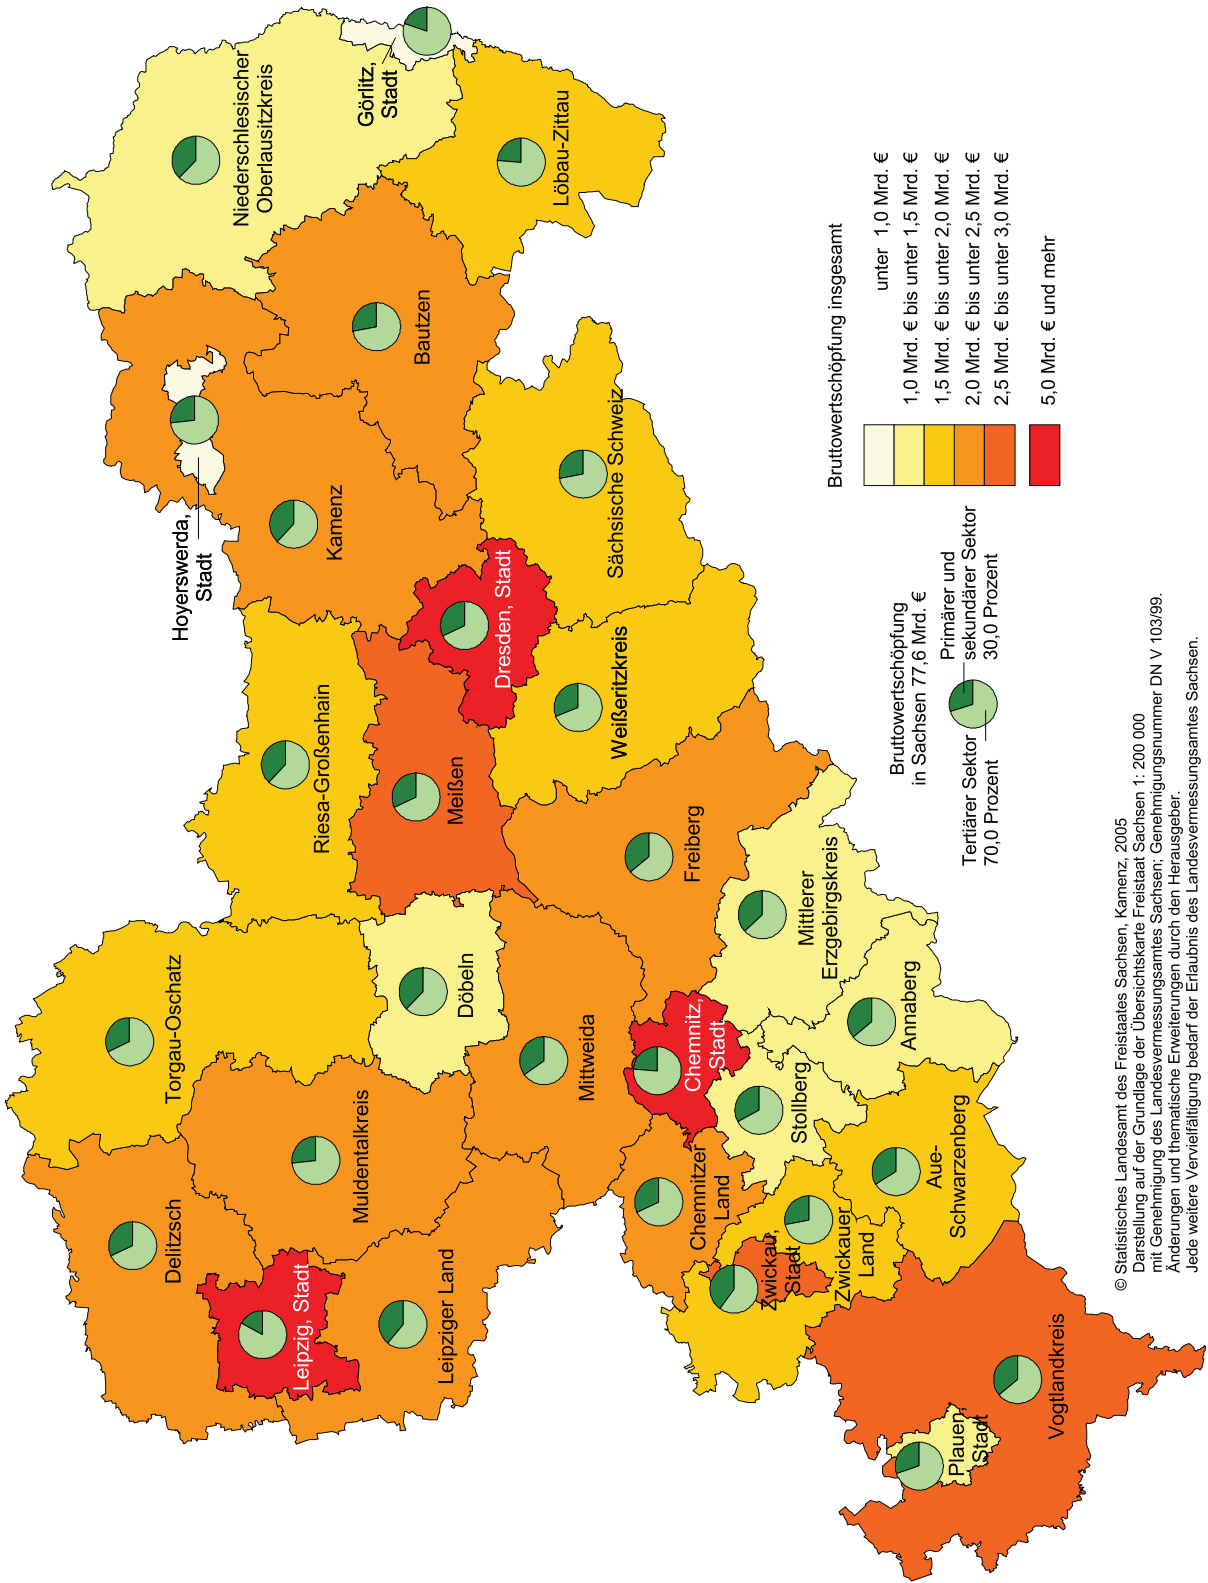 Delitzsch
Torgau-Oschatz
Leipzig, Stadt
Muldentalkreis
Leipziger Land
Döbeln
Riesa-Großenhain
Meißen
Hoyerswerda,
Stadt
Kamenz
Niederschlesischer
Oberlausitzkreis
Görlitz,
Stadt
Bautzen
Löbau-Zittau
Dresden, Stadt
Sächsische Schweiz
Weißeritzkreis
Mittweida
Freiberg
Chemnitz,
Stadt
Chemnitzer
Land
Stollberg
Mittlerer
Erzgebirgskreis
Annaberg
Zwickau,
Stadt
Zwickauer
Land
Aue-
Schwarzenberg
Plauen,
Stadt
Vogtlandkreis
Bruttowertschöpfung
in Sachsen 77,6 Mrd. €
Tertiärer Sektor
70,0 Prozent
Primärer und
sekundärer Sektor
30,0 Prozent
Bruttowertschöpfung insgesamt
unter 1,0 Mrd. €
1,0 Mrd. € bis unter 1,5 Mrd. €
1,5 Mrd. € bis unter 2,0 Mrd. €
2,0 Mrd. € bis unter 2,5 Mrd. €
2,5 Mrd. € bis unter 3,0 Mrd. €
5,0 Mrd. € und mehr
© Statistisches Landesamt des Freistaates Sachsen, Kamenz, 2005
Darstellung auf der Grundlage der Übersichtskarte Freistaat Sachsen 1: 200 000
mit Genehmigung des Landesvermessungsamtes Sachsen; Genehmigungsnummer DN V 103/99.
Änderungen und thematische Erweiterungen durch den Herausgeber.
Jede weitere Vervielfältigung bedarf der Erlaubnis des Landesvermessungsamtes Sachsen.